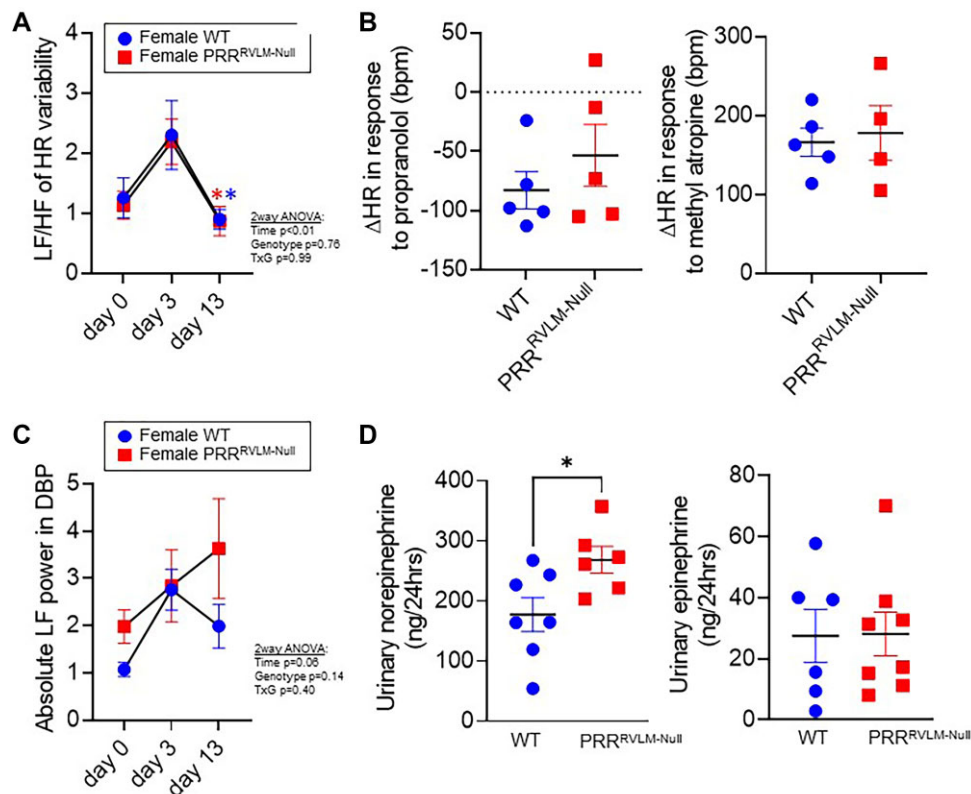 A
Female WT
Female PRR^RVLM-Null
LF/HF of HR variability
4
3
2
1
0
* *
2way ANOVA:
Time p<0.01
Genotype p=0.76
TxG p=0.99
day 0
day 3
day 13
B
ΔHR in response
to propranolol (bpm)
50
0
-50
-100
-150
WT
PRR^RVLM-Null
ΔHR in response
to methyl atropine (bpm)
300
200
100
0
WT
PRR^RVLM-Null
C
Female WT
Female PRR^RVLM-Null
Absolute LF power in DBP
5
4
3
2
1
0
2way ANOVA:
Time p=0.06
Genotype p=0.14
TxG p=0.40
day 0
day 3
day 13
D
Urinary norepinephrine
(ng/24hrs)
400
300
200
100
0
*
WT
PRR^RVLM-Null
Urinary epinephrine
(ng/24hrs)
80
60
40
20
0
WT
PRR^RVLM-Null